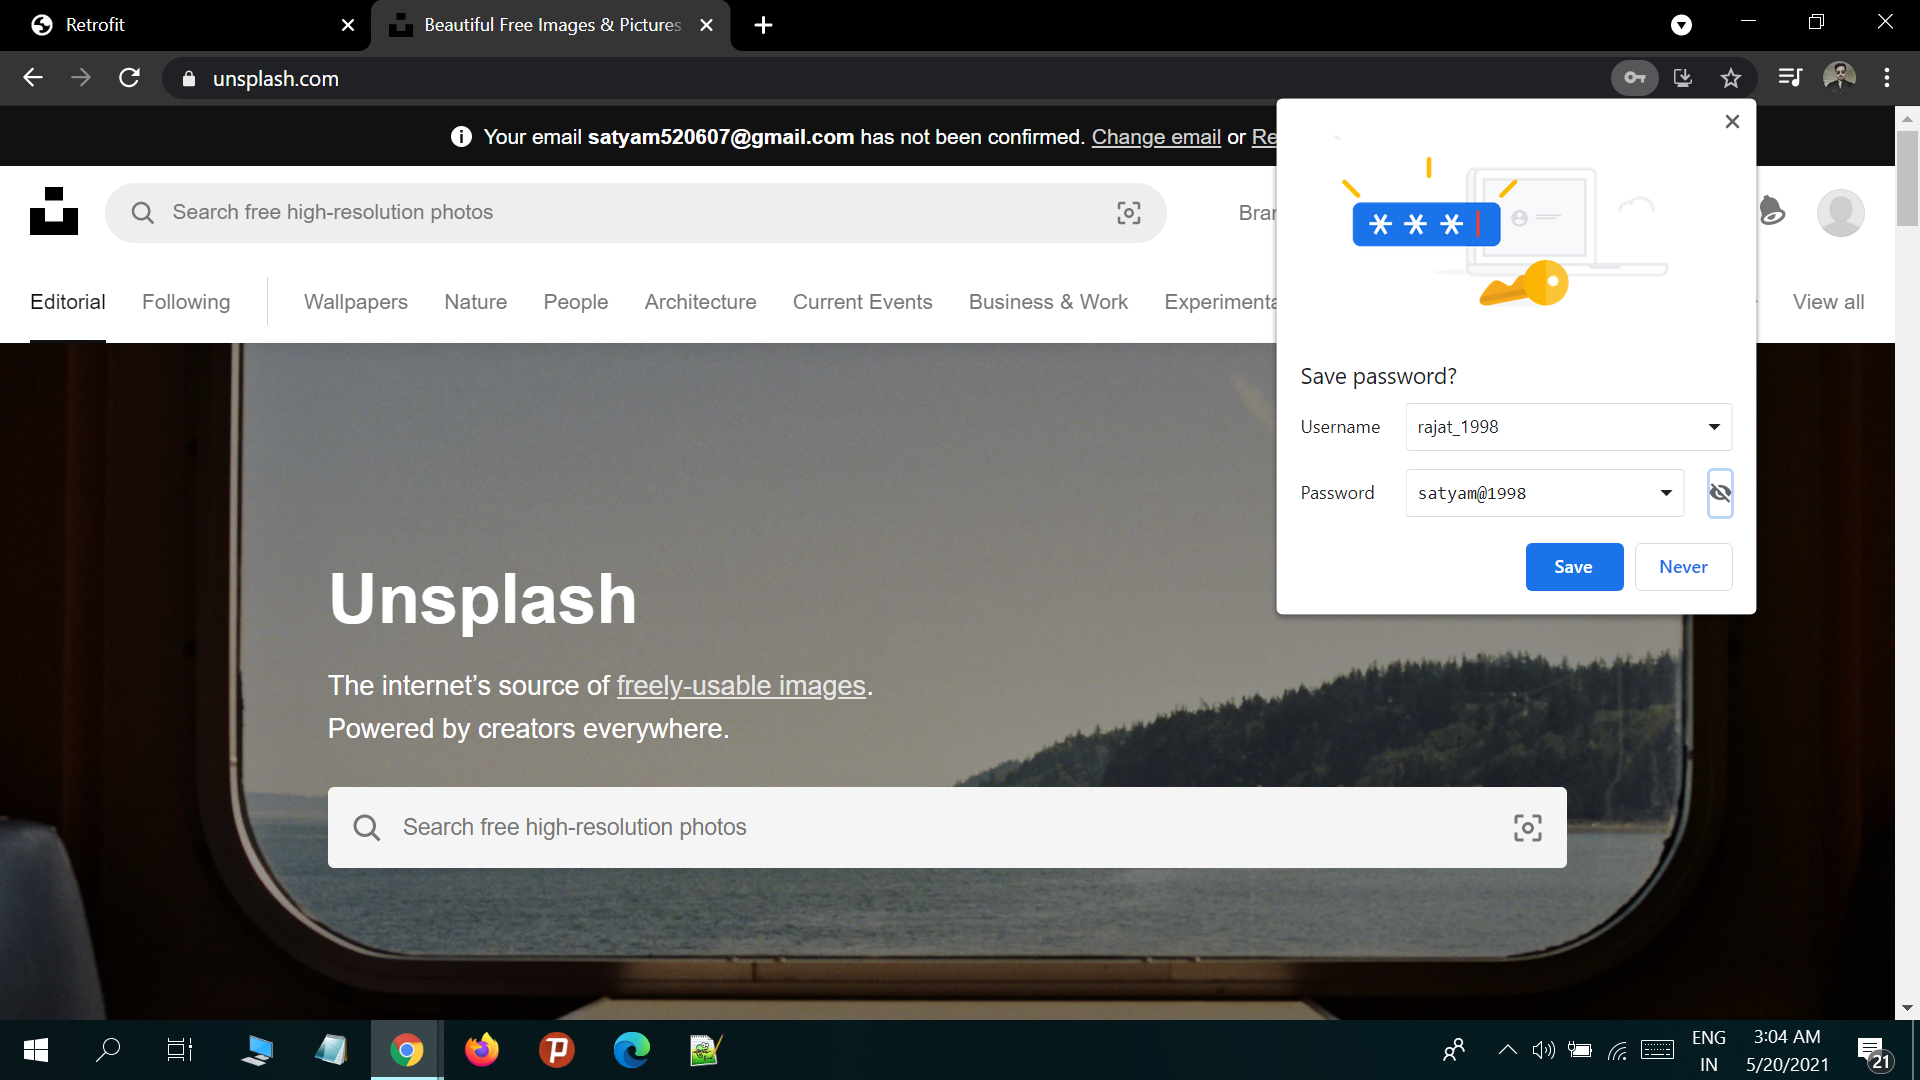 Retrofit
Beautiful Free Images & Pictures
unsplash.com
Your email satyam520607@gmail.com has not been confirmed. Change email or Re
Search free high-resolution photos
Bran
Editorial
Following
Wallpapers
Nature
People
Architecture
Current Events
Business & Work
Experimenta
View all
Save password?
Username
rajat_1998
Password
satyam@1998
Save
Never
Unsplash
The internet’s source of freely-usable images.
Powered by creators everywhere.
Search free high-resolution photos
ENG
IN
3:04 AM
5/20/2021
21